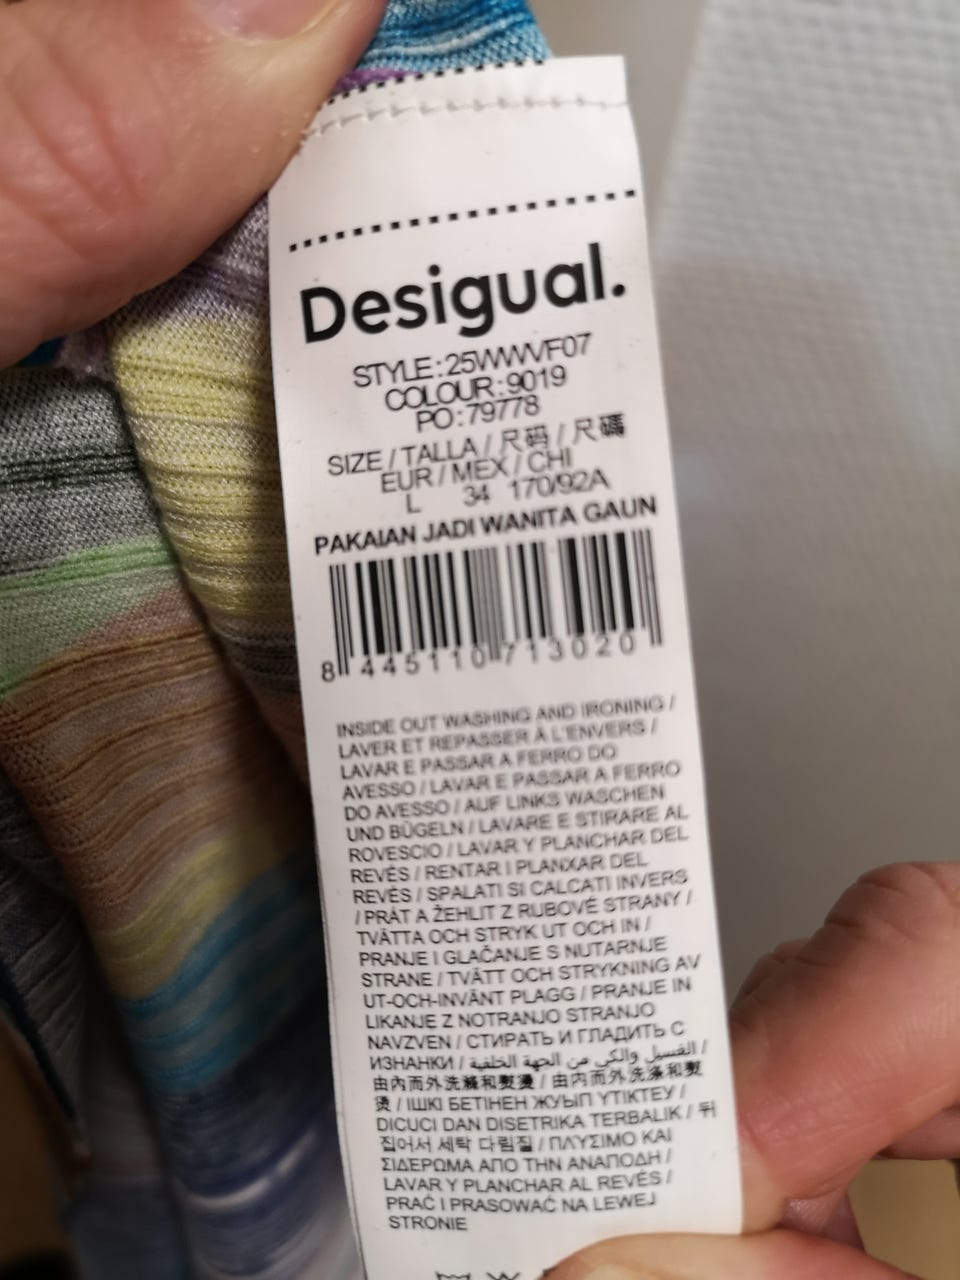 Desigual.
STYLE : 25WWVF07
COLOUR : 9019
PO : 79778
SIZE / TALLA / 尺码 / 尺碼
EUR / MEX / CHI
L 34 170/92A
PAKAIAN JADI WANITA GAUN
8 445110 713020
INSIDE OUT WASHING AND IRONING /
LAVER ET REPASSER À L'ENVERS /
LAVAR E PASSAR A FERRO DO
AVESSO / LAVAR E PASSAR A FERRO
DO AVESSO / AUF LINKS WASCHEN
UND BÜGELN / LAVARE E STIRARE AL
ROVESCIO / LAVAR Y PLANCHAR DEL
REVÉS / RENTAR I PLANXAR DEL
REVÉS / SPALATI SI CALCATI INVERS
/ PRÁT A ŽEHLIT Z RUBOVÉ STRANY /
TVÄTTA OCH STRYK UT OCH IN /
PRANJE I GLAČANJE S NUTARNJE
STRANE / TVÄTT OCH STRYKNING AV
UT-OCH-INVÄNT PLAGG / PRANJE IN
LIKANJE Z NOTRANJO STRANJO
NAVZVEN / СТИРАТЬ И ГЛАДИТЬ С
ИЗНАНКИ / الغسيل والكي من الجهة الخلفية /
由內而外洗滌和熨燙 / 由內而外洗滌和熨
燙 / ІШКІ БЕТІНЕН ЖУЫП ҮТІКТЕУ /
DICUCI DAN DISETRIKA TERBALIK / 뒤
집어서 세탁 다림질 / ΠΛΥΣΙΜΟ ΚΑΙ
ΣΙΔΕΡΩΜΑ ΑΠΟ ΤΗΝ ΑΝΑΠΟΔΗ /
LAVAR Y PLANCHAR AL REVÉS /
PRAĆ I PRASOWAĆ NA LEWEJ
STRONIE